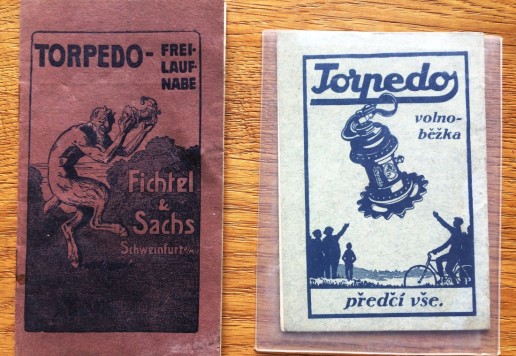 TORPEDO-
FREI-
LAUF-
NABE
Fichtel
&
Sachs
Schweinfurt a/M
Torpedo
volno-
běžka
předčí vše.